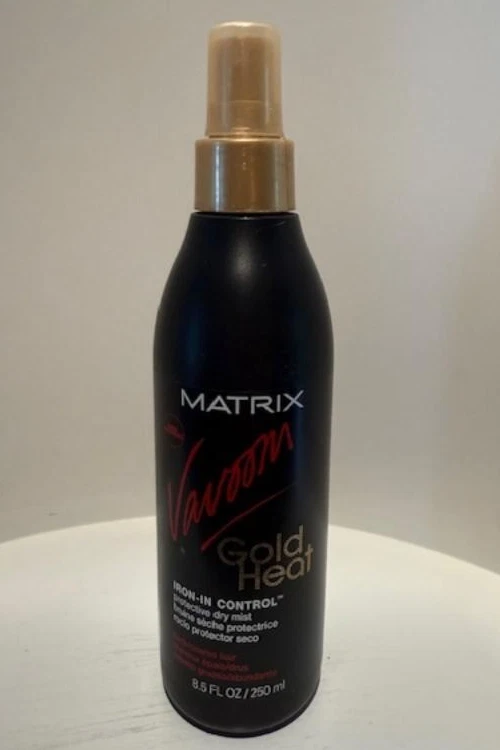 MATRIX
Vavoom
Gold
Heat
IRON-IN CONTROL™
protective dry mist
brume sèche protectrice
rocío protector seco
8.5 FL OZ / 250 ml